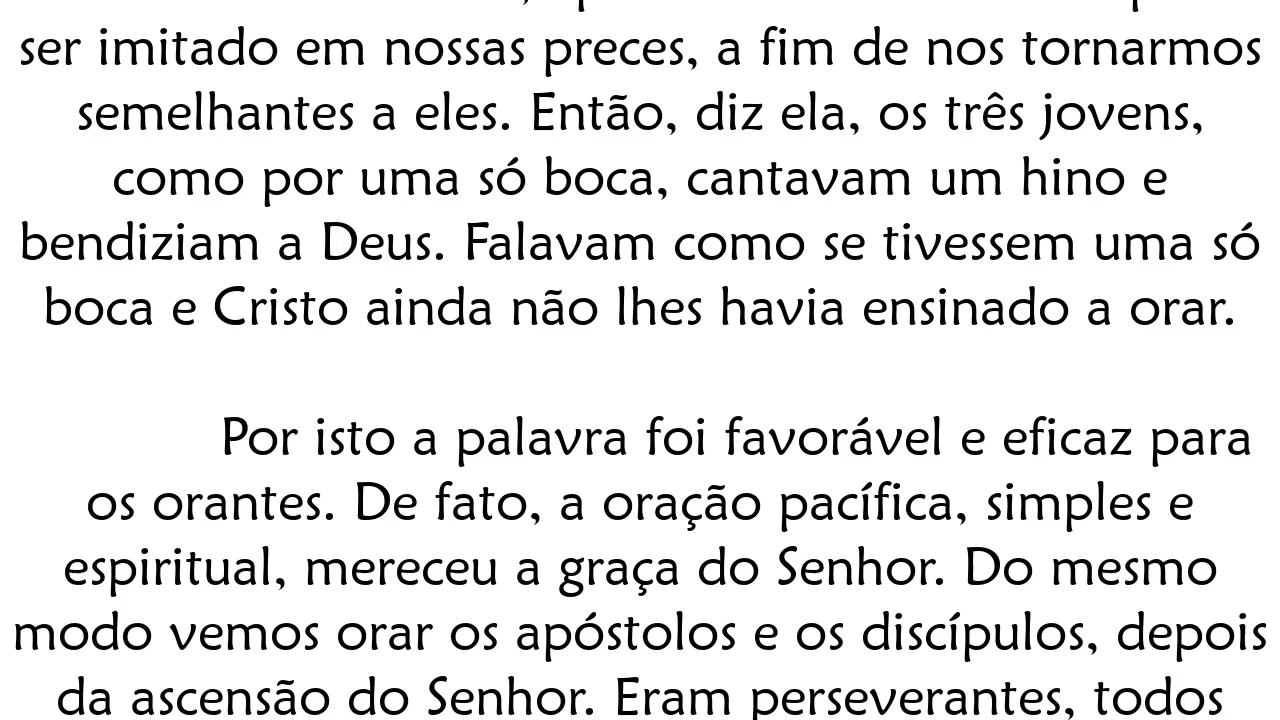 ser imitado em nossas preces, a fim de nos tornarmos
semelhantes a eles. Então, diz ela, os três jovens,
como por uma só boca, cantavam um hino e
bendiziam a Deus. Falavam como se tivessem uma só
boca e Cristo ainda não lhes havia ensinado a orar.
Por isto a palavra foi favorável e eficaz para
os orantes. De fato, a oração pacífica, simples e
espiritual, mereceu a graça do Senhor. Do mesmo
modo vemos orar os apóstolos e os discípulos, depois
da ascensão do Senhor. Eram perseverantes, todos